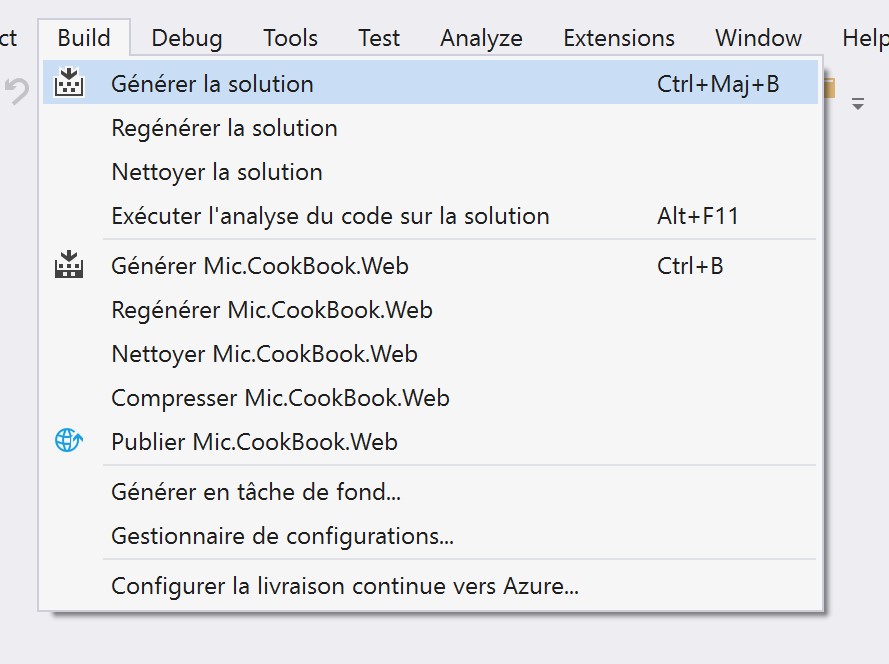 ct Build Debug Tools Test Analyze Extensions Window Help
Générer la solution Ctrl+Maj+B
Regénérer la solution
Nettoyer la solution
Exécuter l'analyse du code sur la solution Alt+F11
Générer Mic.CookBook.Web Ctrl+B
Regénérer Mic.CookBook.Web
Nettoyer Mic.CookBook.Web
Compresser Mic.CookBook.Web
Publier Mic.CookBook.Web
Générer en tâche de fond...
Gestionnaire de configurations...
Configurer la livraison continue vers Azure...